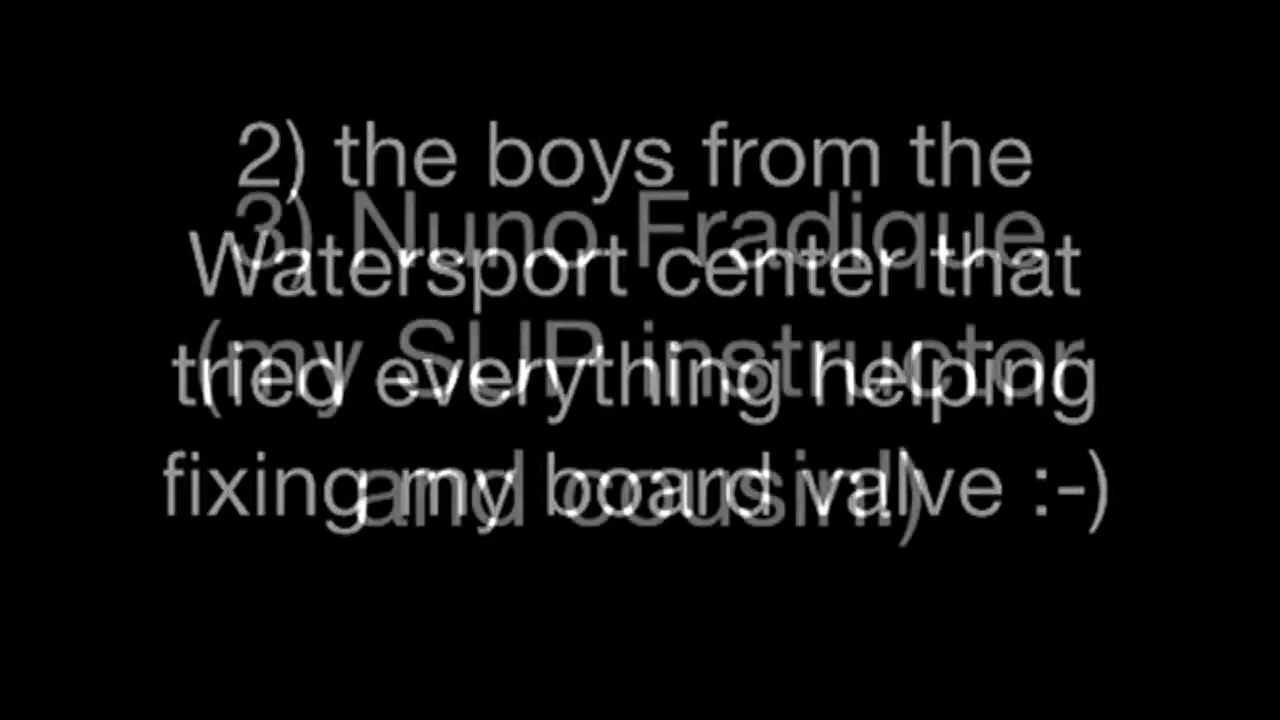 2) the boys from the
Watersport center that
tried everything helping
fixing my board valve :-)
3) Nuno Fradique
(my SUP instructor
and cousin!)